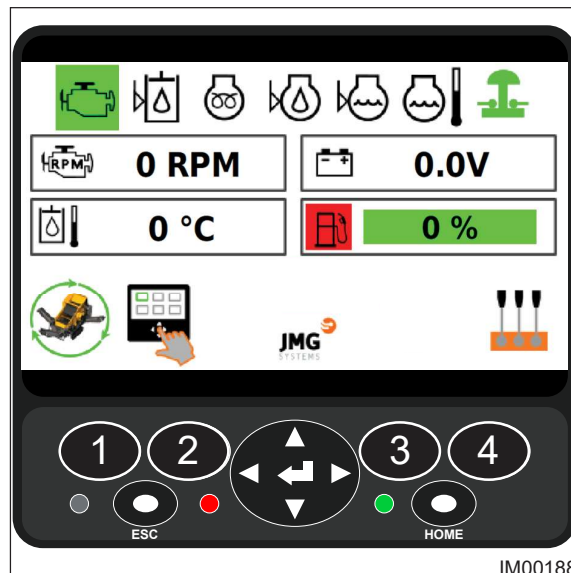 RPM
0 RPM
0.0V
0 °C
0 %
JMG
SYSTEMS
1
2
3
4
ESC
HOME
IM00188